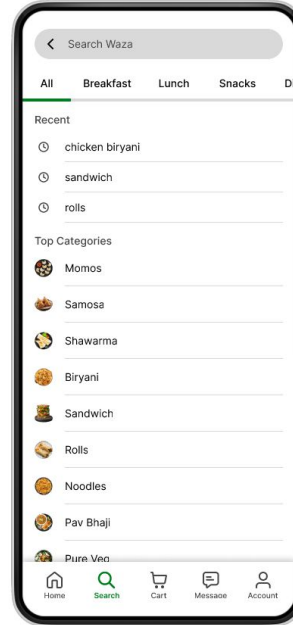 Search Waza
All Breakfast Lunch Snacks
Recent
chicken biryani
sandwich
rolls
Top Categories
Momos
Samosa
Shawarma
Biryani
Sandwich
Rolls
Noodles
Pav Bhaji
Pure Veg
Home Search Cart Message Account